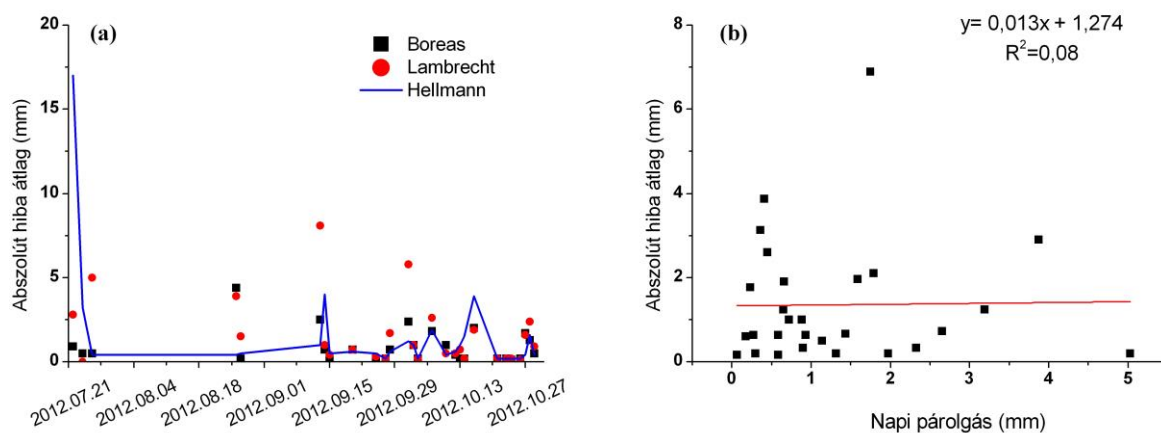 (a)
Boreas
Lambrecht
Hellmann
Abszolút hiba átlag (mm)
20
15
10
5
0
2012.07.21
2012.08.04
2012.08.18
2012.09.01
2012.09.15
2012.09.29
2012.10.13
2012.10.27
(b)
y= 0,013x + 1,274
R²=0,08
Abszolút hiba átlag (mm)
8
6
4
2
0
0
1
2
3
4
5
Napi párolgás (mm)